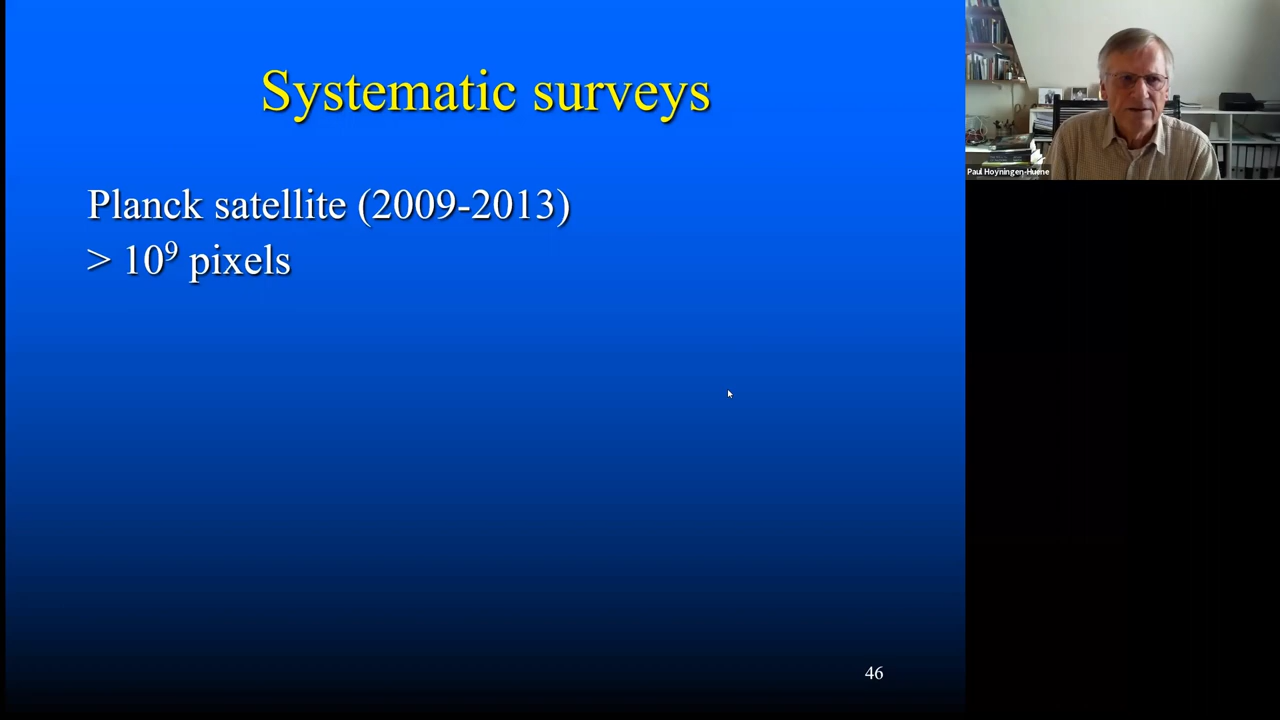 Systematic surveys
Planck satellite (2009-2013)
> 10⁹ pixels
46
Paul Hoyningen-Huene